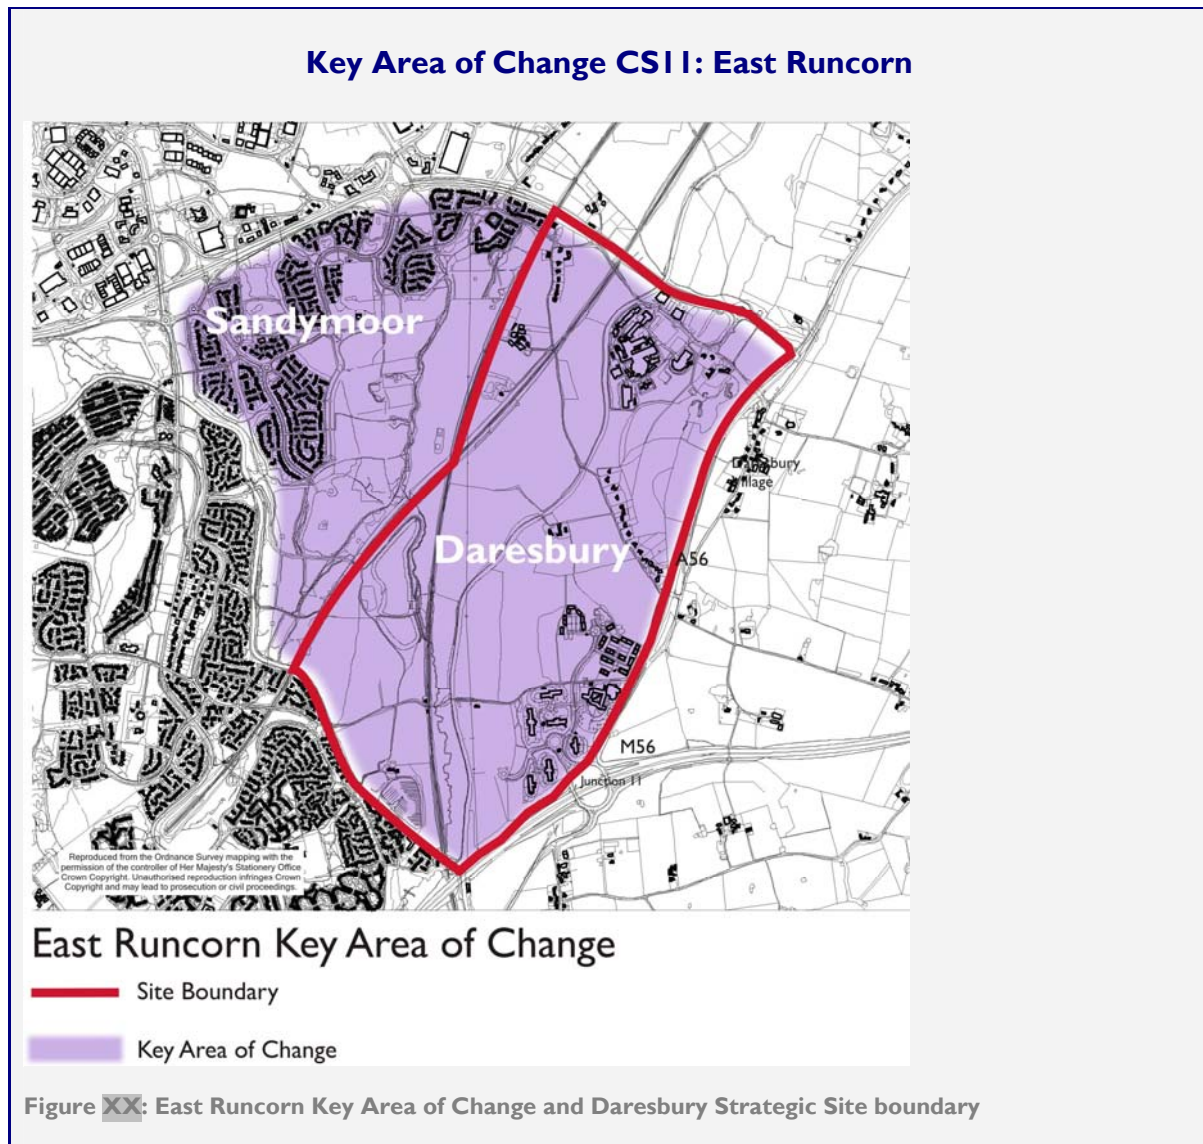 Key Area of Change CS11: East Runcorn
Sandymoor
Daresbury
Village
Daresbury
A56
M56
Junction 11
Reproduced from the Ordnance Survey mapping with the
permission of the controller of Her Majesty's Stationery Office
Crown Copyright. Unauthorised reproduction infringes Crown
Copyright and may lead to prosecution or civil proceedings.
East Runcorn Key Area of Change
Site Boundary
Key Area of Change
Figure XX: East Runcorn Key Area of Change and Daresbury Strategic Site boundary